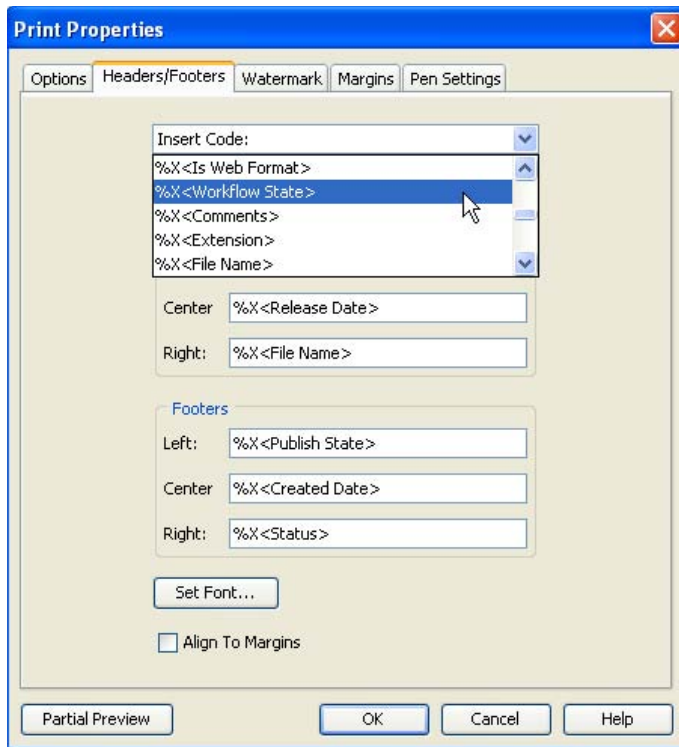 Print Properties
Options Headers/Footers Watermark Margins Pen Settings
Insert Code:
%X<Is Web Format>
%X<Workflow State>
%X<Comments>
%X<Extension>
%X<File Name>
Center %X<Release Date>
Right: %X<File Name>
Footers
Left: %X<Publish State>
Center %X<Created Date>
Right: %X<Status>
Set Font...
Align To Margins
Partial Preview OK Cancel Help